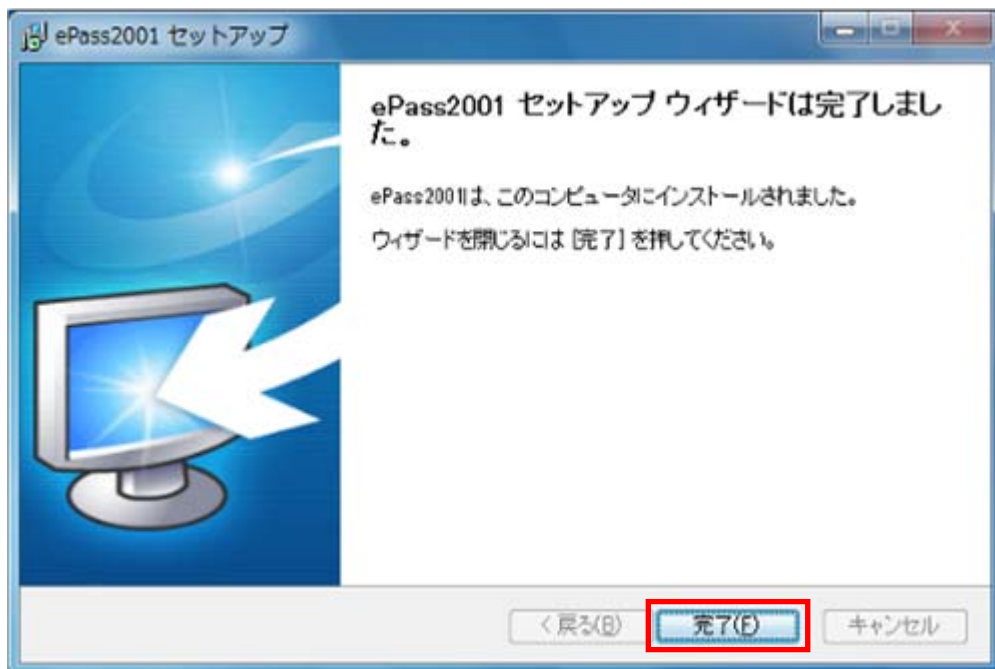 ePass2001 セットアップ
ePass2001 セットアップ ウィザードは完了しまし
た。
ePass2001は、このコンピュータにインストールされました。
ウィザードを閉じるには [完了] を押してください。
< 戻る(B)
完了(F)
キャンセル